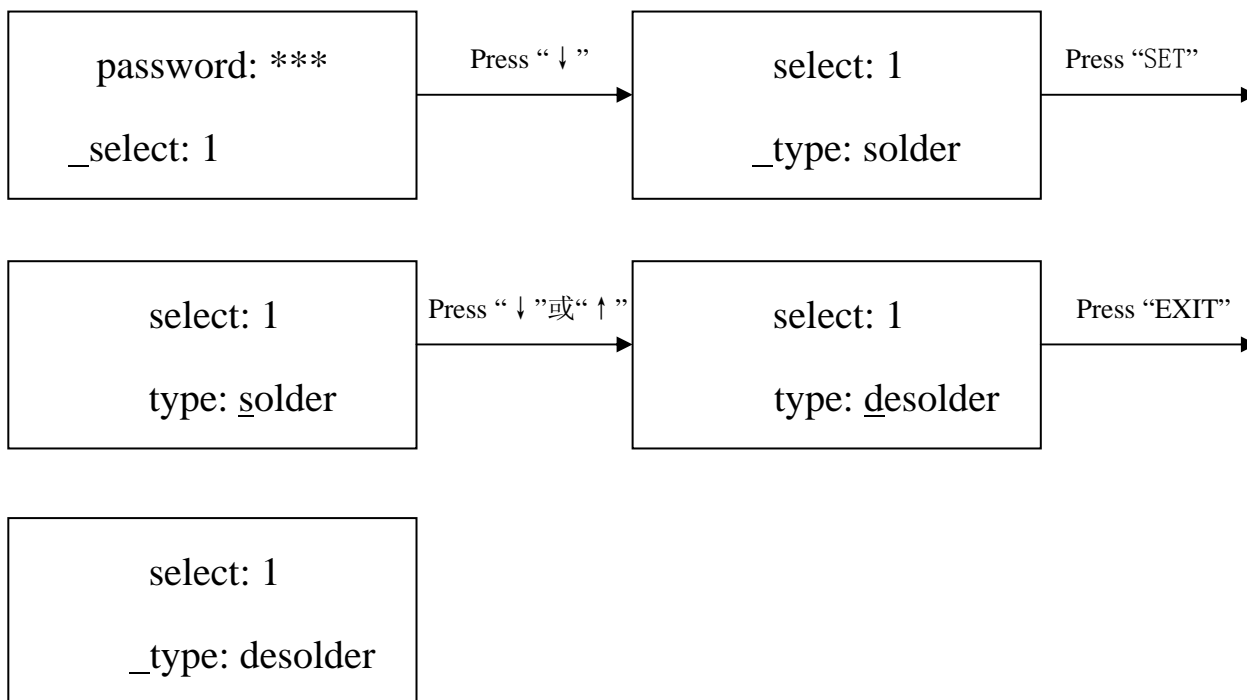 password: ***
_select: 1
Press “↓”
select: 1
_type: solder
Press “SET”
select: 1
type: solder
Press “↓”或“↑”
select: 1
type: desolder
Press “EXIT”
select: 1
_type: desolder